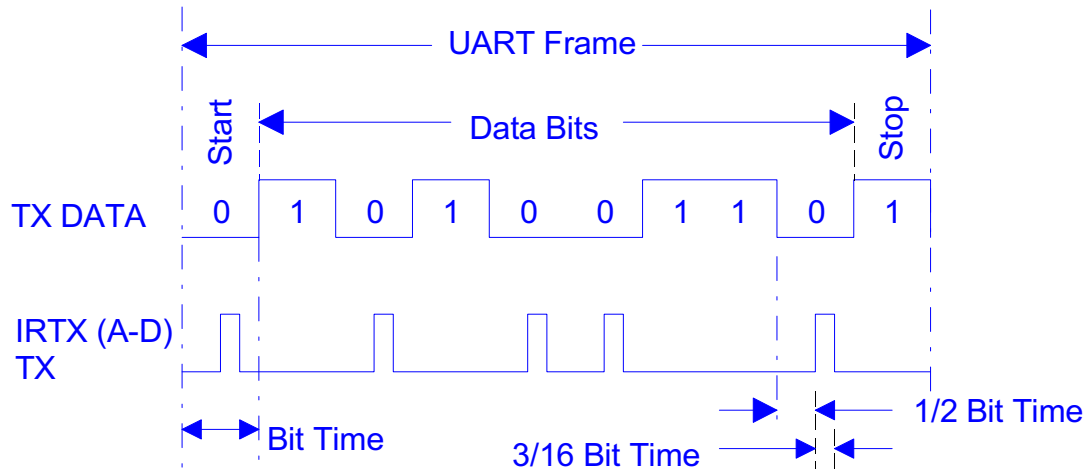 UART Frame
Start
Data Bits
Stop
TX DATA
0 1 0 1 0 0 1 1 0 1
IRTX (A-D)
TX
Bit Time
1/2 Bit Time
3/16 Bit Time